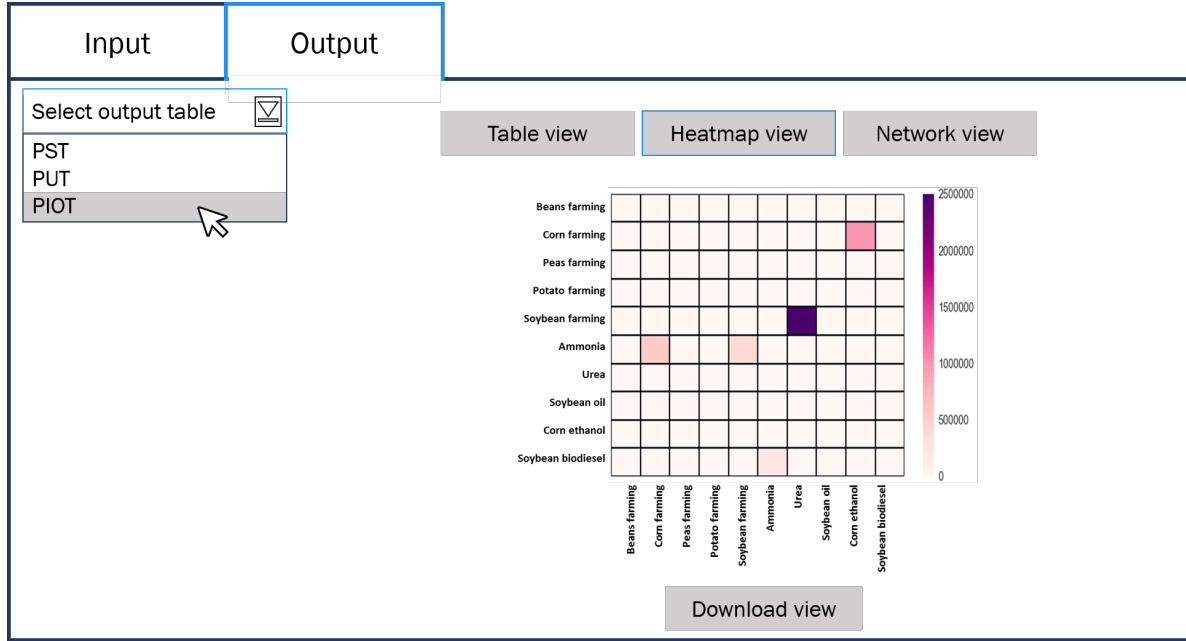 Input
Output
Select output table
PST
PUT
PIOT
Table view
Heatmap view
Network view
Beans farming
Corn farming
Peas farming
Potato farming
Soybean farming
Ammonia
Urea
Soybean oil
Corn ethanol
Soybean biodiesel
2500000
2000000
1500000
1000000
500000
0
Beans farming
Corn farming
Peas farming
Potato farming
Soybean farming
Ammonia
Urea
Soybean oil
Corn ethanol
Soybean biodiesel
Download view